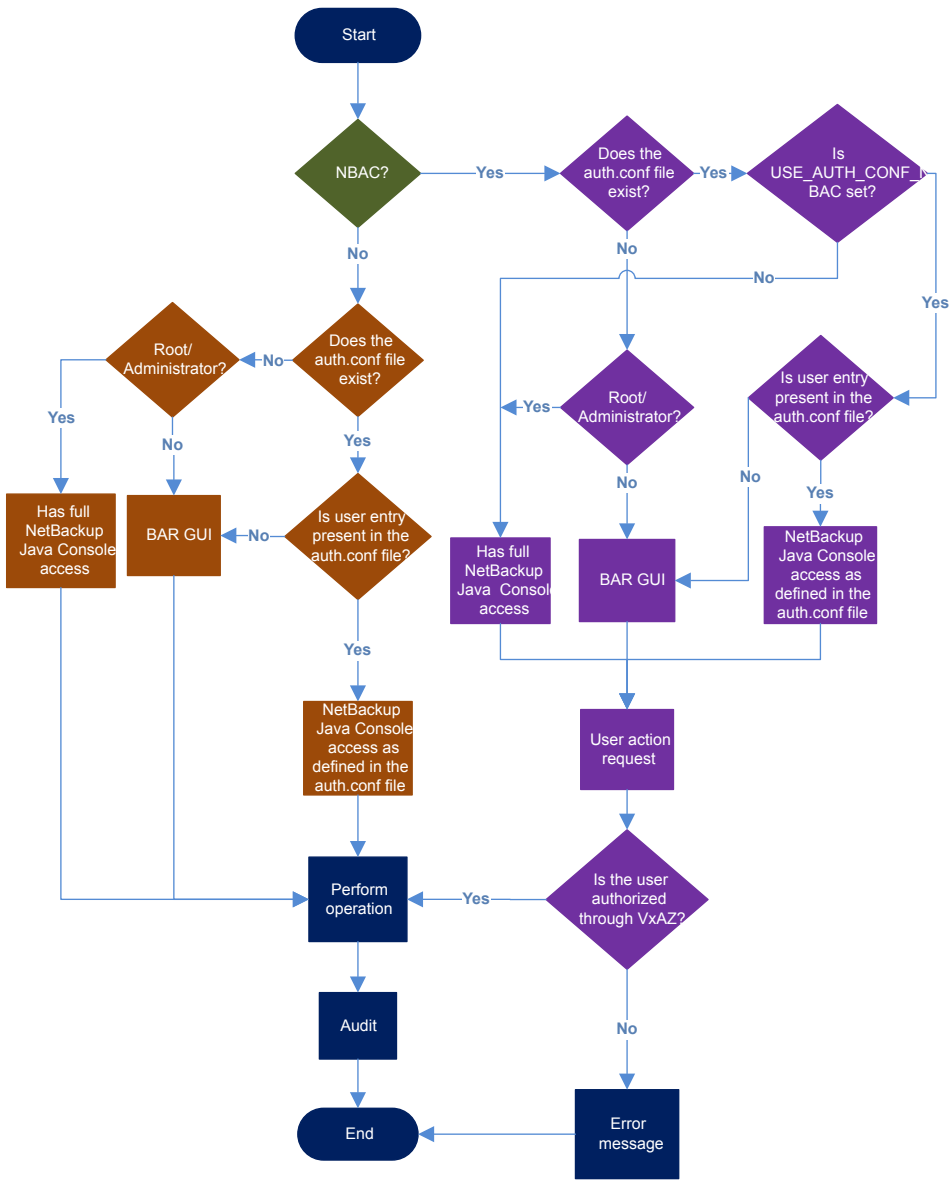 Start
NBAC?
Yes
Does the
auth.conf file
exist?
Yes
Is
USE_AUTH_CONF_N
BAC set?
No
No
No
Yes
Root/
Administrator?
No
Does the
auth.conf file
exist?
Yes
No
Yes
Root/
Administrator?
Yes
Is user entry
present in the
auth.conf file?
No
No
Yes
Has full
NetBackup
Java Console
access
BAR GUI
No
Is user entry
present in the
auth.conf file?
Has full
NetBackup
Java Console
access
BAR GUI
NetBackup
Java Console
access as
defined in the
auth.conf file
Yes
NetBackup
Java Console
access as
defined in the
auth.conf file
User action
request
Perform
operation
Yes
Is the user
authorized
through VxAZ?
Audit
No
End
Error
message